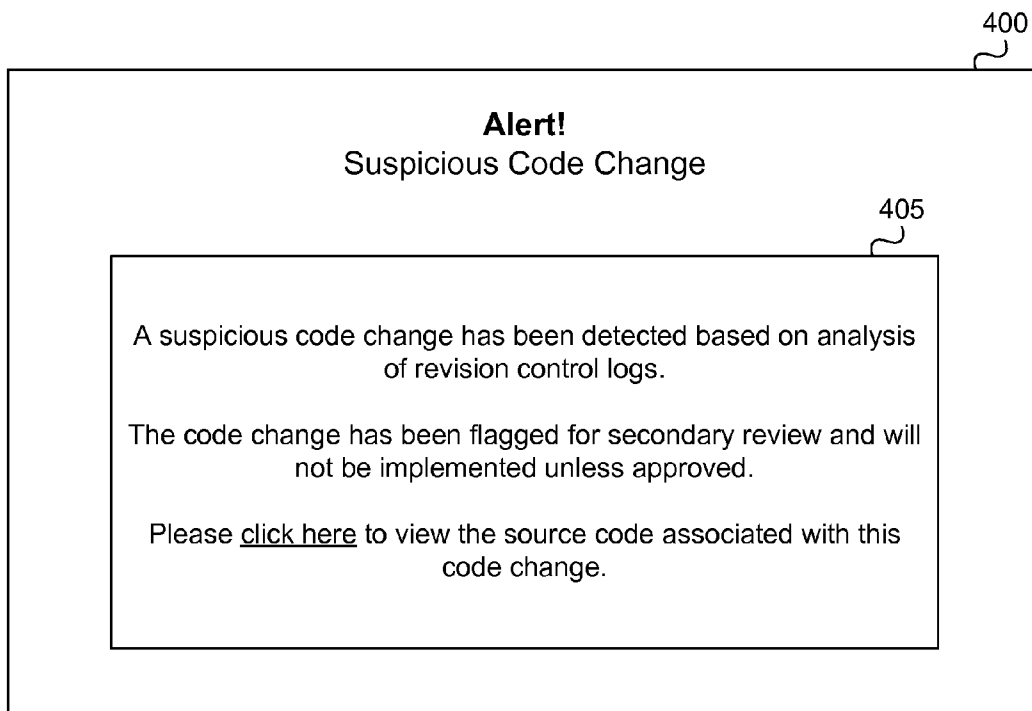 400
Alert!
Suspicious Code Change
405
A suspicious code change has been detected based on analysis
of revision control logs.
The code change has been flagged for secondary review and will
not be implemented unless approved.
Please click here to view the source code associated with this
code change.